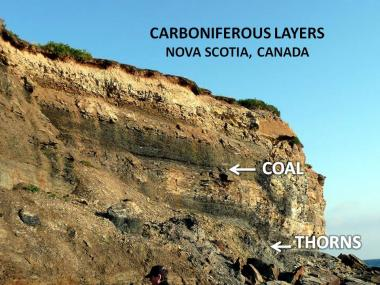 CARBONIFEROUS LAYERS
NOVA SCOTIA, CANADA
COAL
THORNS